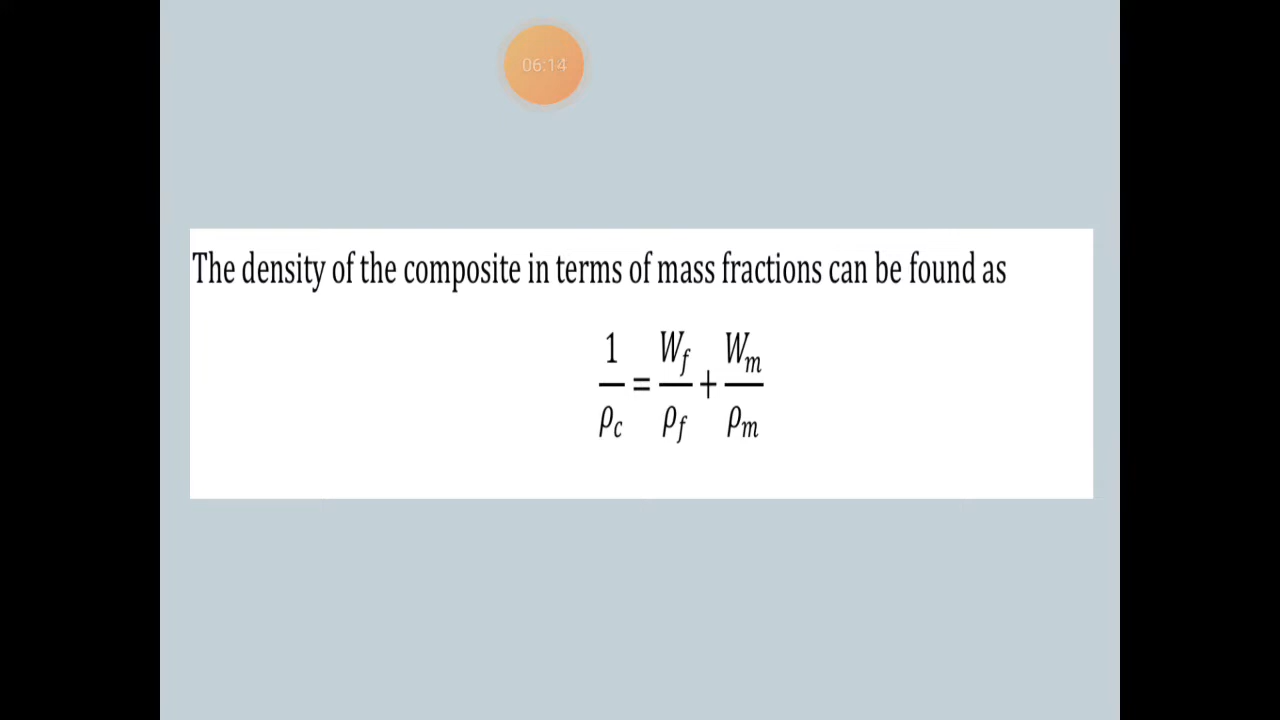 06:14
The density of the composite in terms of mass fractions can be found as
1/ρc = Wf/ρf + Wm/ρm